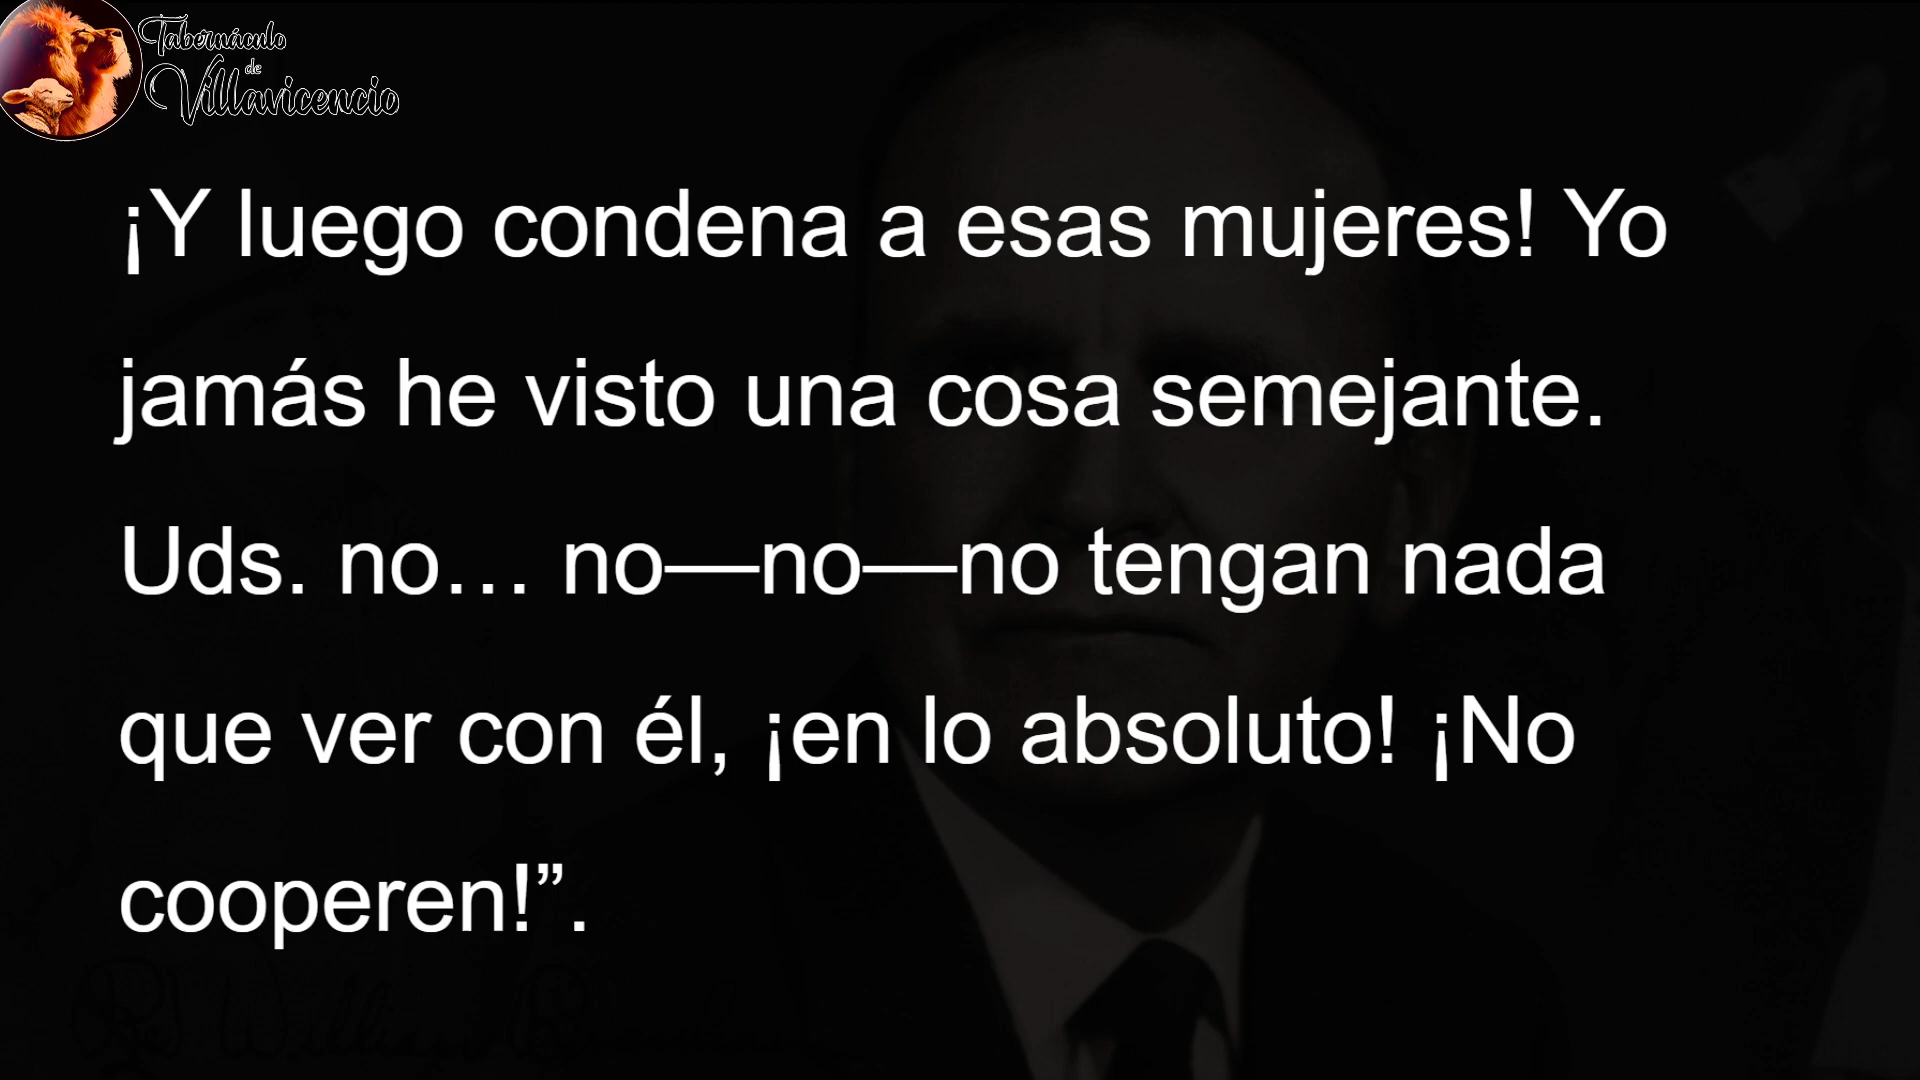 Tabernáculo
de
Villavicencio
¡Y luego condena a esas mujeres! Yo
jamás he visto una cosa semejante.
Uds. no… no—no—no tengan nada
que ver con él, ¡en lo absoluto! ¡No
cooperen!”.